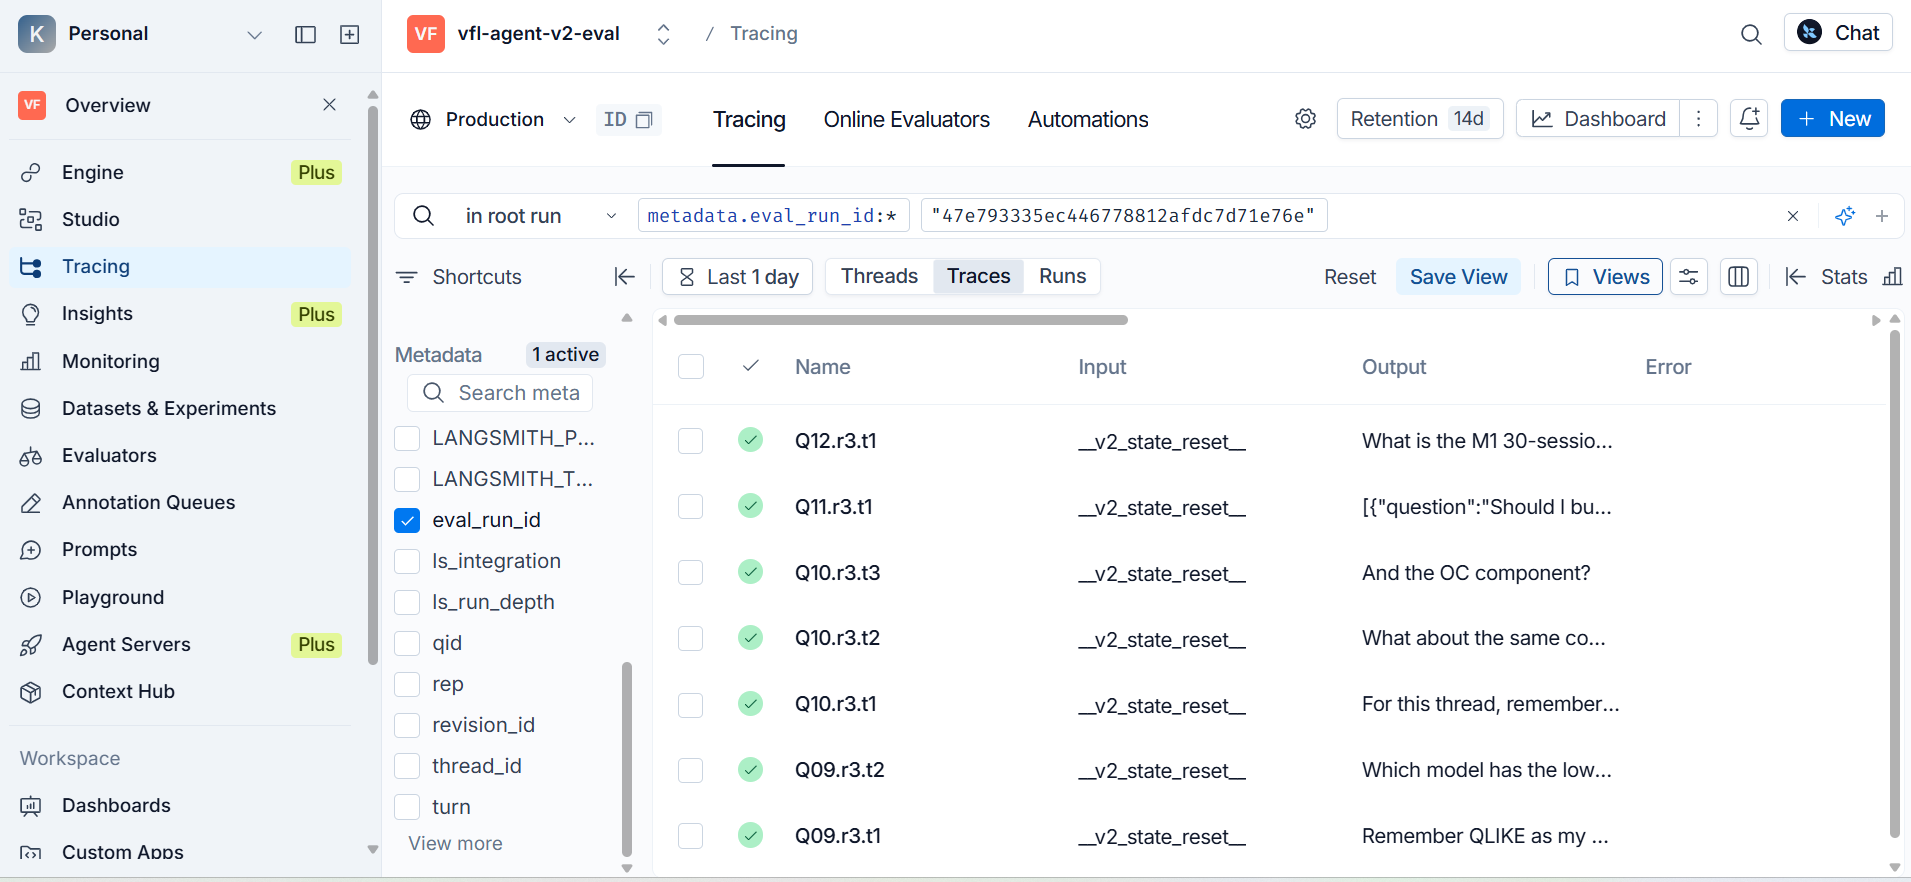 K Personal
VF vfl-agent-v2-eval / Tracing
Chat
VF Overview
Engine Plus
Studio
Tracing
Insights Plus
Monitoring
Datasets & Experiments
Evaluators
Annotation Queues
Prompts
Playground
Agent Servers Plus
Context Hub
Workspace
Dashboards
Custom Apps
Production ID Tracing Online Evaluators Automations Retention 14d Dashboard New
in root run metadata.eval_run_id:* "47e793335ec446778812afdc7d71e76e"
Shortcuts Last 1 day Threads Traces Runs Reset Save View Views Stats
Metadata 1 active
Search meta
LANGSMITH_P...
LANGSMITH_T...
eval_run_id
ls_integration
ls_run_depth
qid
rep
revision_id
thread_id
turn
View more
Name Input Output Error
Q12.r3.t1 __v2_state_reset__ What is the M1 30-sessio...
Q11.r3.t1 __v2_state_reset__ [{"question":"Should I bu...
Q10.r3.t3 __v2_state_reset__ And the OC component?
Q10.r3.t2 __v2_state_reset__ What about the same co...
Q10.r3.t1 __v2_state_reset__ For this thread, remember...
Q09.r3.t2 __v2_state_reset__ Which model has the low...
Q09.r3.t1 __v2_state_reset__ Remember QLIKE as my ...